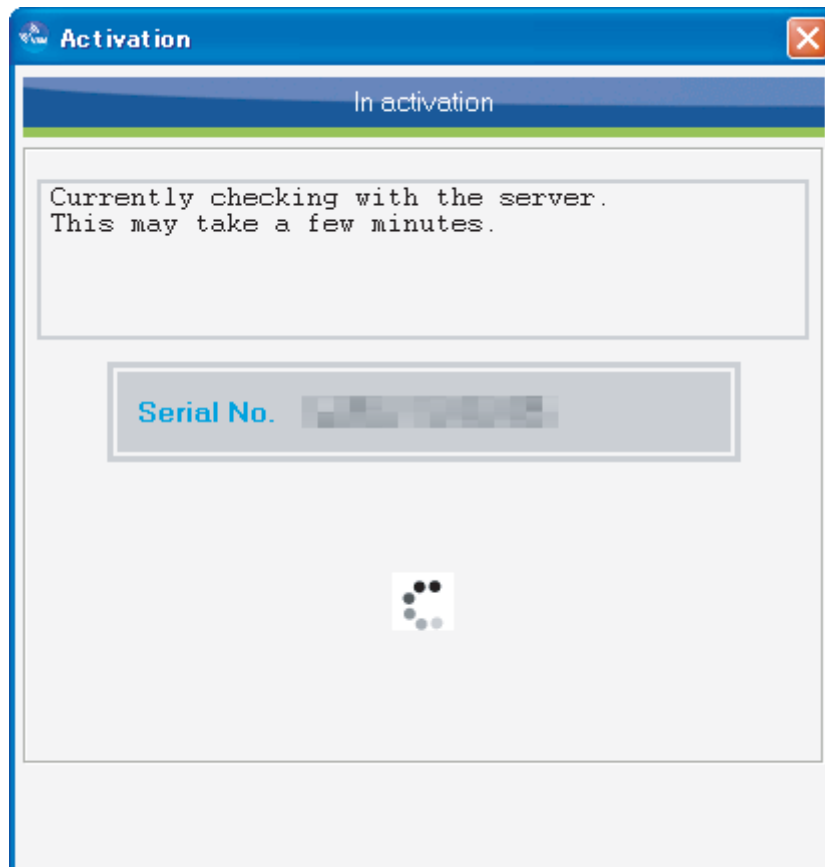 Activation
In activation
Currently checking with the server.
This may take a few minutes.
Serial No.